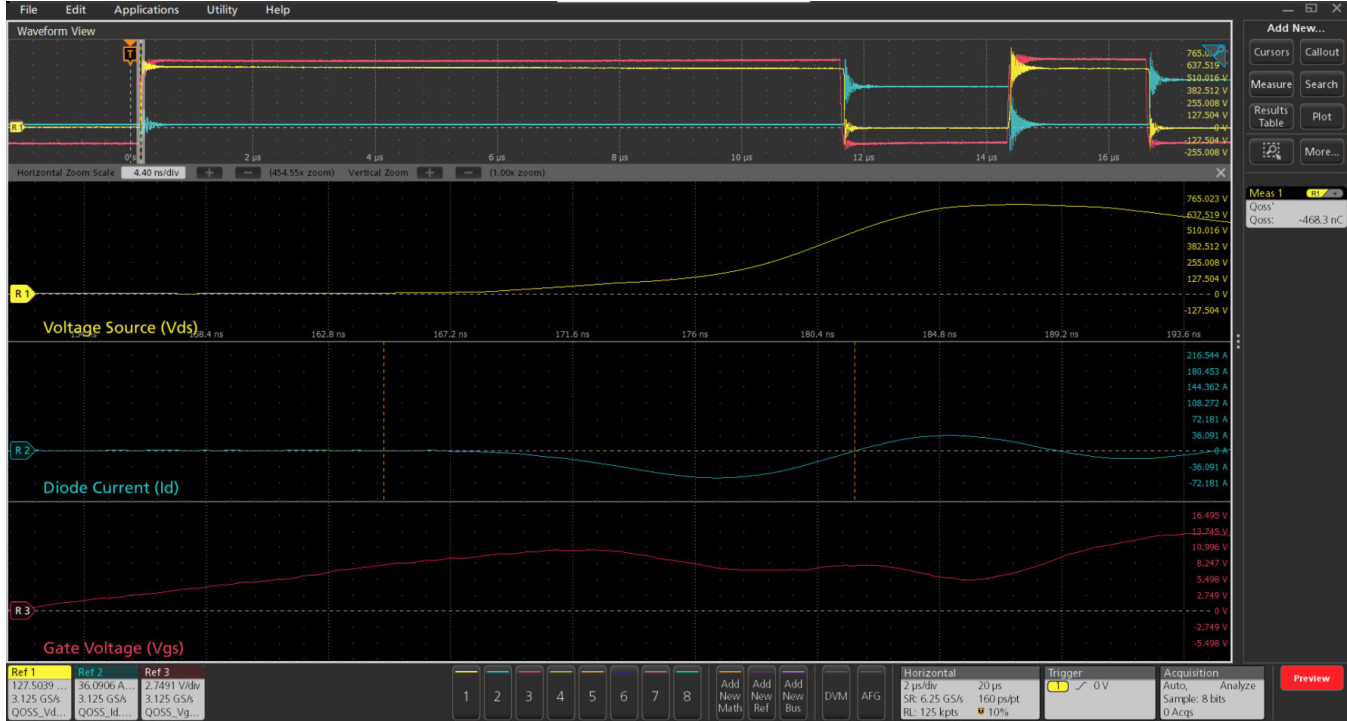 File Edit Applications Utility Help
Waveform View
Add New...
Cursors Callout
Measure Search
Results Table Plot
More...
T
765.0
637.519
510.016 V
382.512 V
255.008 V
127.504 V
0 V
-127.504 V
-255.008 V
R1
0 s 2 µs 4 µs 6 µs 8 µs 10 µs 12 µs 14 µs 16 µs
Horizontal Zoom Scale 4.40 ns/div + − (454.55x zoom) Vertical Zoom + − (1.00x zoom)
Meas 1 R1
Qoss'
Qoss: -468.3 nC
765.023 V
637.519 V
510.016 V
382.512 V
255.008 V
127.504 V
R 1 0 V
-127.504 V
Voltage Source (Vds)
158.4 ns 162.8 ns 167.2 ns 171.6 ns 176 ns 180.4 ns 184.8 ns 189.2 ns 193.6 ns
216.544 A
180.453 A
144.362 A
108.272 A
72.181 A
36.091 A
R 2 0 A
-36.091 A
-72.181 A
Diode Current (Id)
16.495 V
13.745 V
10.996 V
8.247 V
5.498 V
2.749 V
R 3 0 V
-2.749 V
-5.498 V
Gate Voltage (Vgs)
Ref 1
127.5039 ...
3.125 GS/s
QOSS_Vd...
Ref 2
36.0906 A...
3.125 GS/s
QOSS_Id....
Ref 3
2.7491 V/div
3.125 GS/s
QOSS_Vg...
1 2 3 4 5 6 7 8
Add New Math
Add New Ref
Add New Bus
DVM
AFG
Horizontal
2 µs/div 20 µs
SR: 6.25 GS/s 160 ps/pt
RL: 125 kpts 10%
Trigger
1 0 V
Acquisition
Auto, Analyze
Sample: 8 bits
0 Acqs
Preview